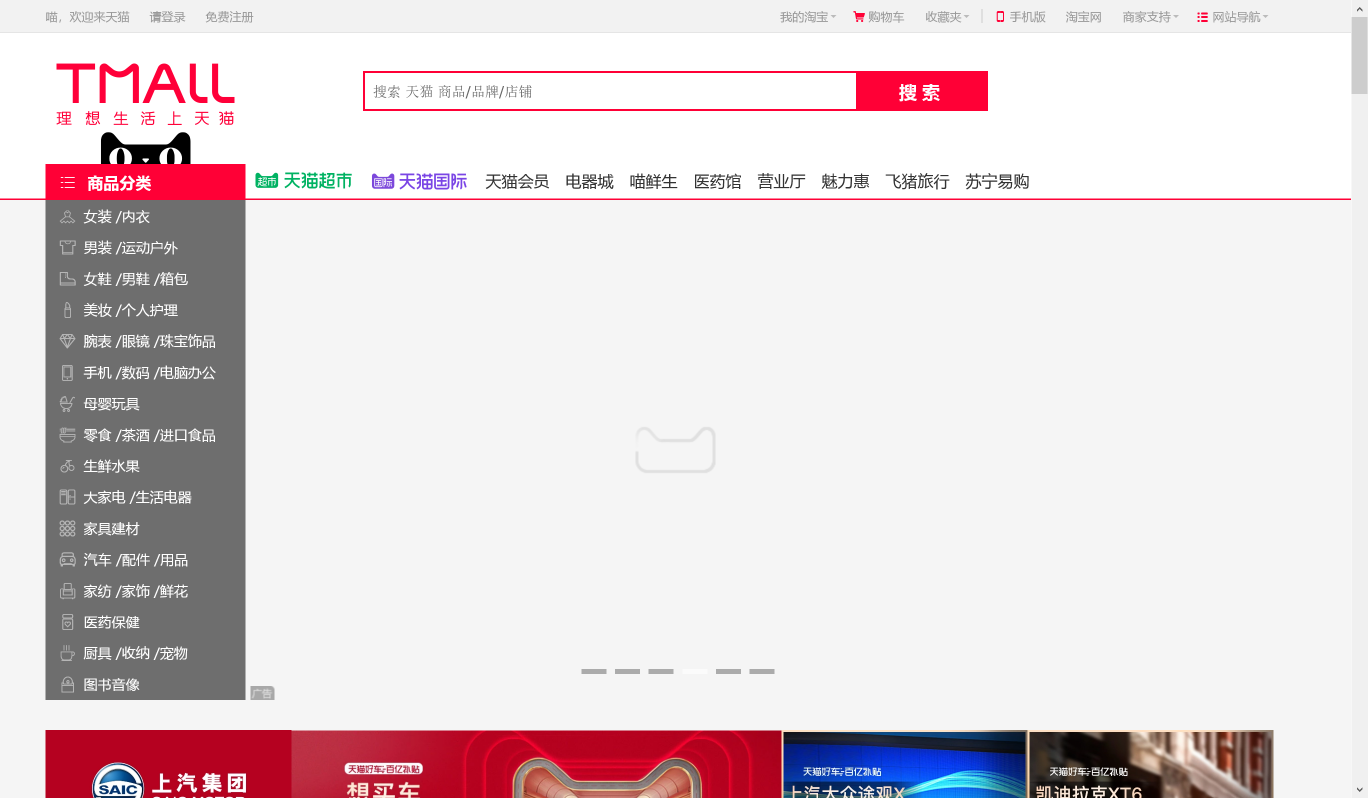 喵，欢迎来天猫 请登录 免费注册 我的淘宝 购物车 收藏夹 手机版 淘宝网 商家支持 网站导航
TMALL
理想生活上天猫
搜索 天猫 商品/品牌/店铺 搜索
商品分类 超市 天猫超市 国际 天猫国际 天猫会员 电器城 喵鲜生 医药馆 营业厅 魅力惠 飞猪旅行 苏宁易购
女装 /内衣
男装 /运动户外
女鞋 /男鞋 /箱包
美妆 /个人护理
腕表 /眼镜 /珠宝饰品
手机 /数码 /电脑办公
母婴玩具
零食 /茶酒 /进口食品
生鲜水果
大家电 /生活电器
家具建材
汽车 /配件 /用品
家纺 /家饰 /鲜花
医药保健
厨具 /收纳 /宠物
图书音像
广告
SAIC 上汽集团
天猫好车·百亿补贴
想买车
天猫好车·百亿补贴
上汽大众途观X
天猫好车·百亿补贴
凯迪拉克XT6